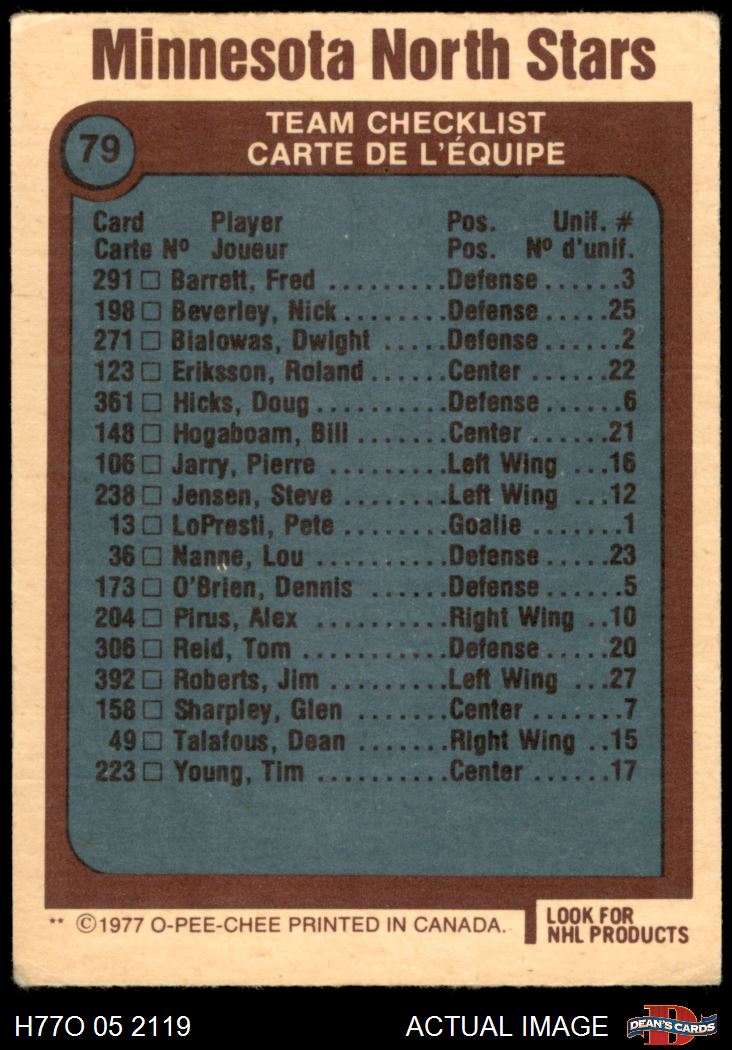 Minnesota North Stars
79
TEAM CHECKLIST
CARTE DE L'ÉQUIPE
Card Player Pos. Unif. #
Carte Nº Joueur Pos. Nº d'unif.
291 □ Barrett, Fred ..........Defense......3
198 □ Beverley, Nick..........Defense.....25
271 □ Bialowas, Dwight .....Defense......2
123 □ Eriksson, Roland......Center ......22
361 □ Hicks, Doug...........Defense......6
148 □ Hogaboam, Bill .......Center ......21
106 □ Jarry, Pierre .........Left Wing ...16
238 □ Jensen, Steve ........Left Wing ...12
13 □ LoPresti, Pete ........Goalie.......1
36 □ Nanne, Lou ..........Defense.....23
173 □ O'Brien, Dennis .......Defense......5
204 □ Pirus, Alex ..........Right Wing ..10
306 □ Reid, Tom ...........Defense.....20
392 □ Roberts, Jim .........Left Wing ...27
158 □ Sharpley, Glen .......Center .......7
49 □ Talafous, Dean .......Right Wing ..15
223 □ Young, Tim ..........Center......17
** ©1977 O-PEE-CHEE PRINTED IN CANADA.
LOOK FOR
NHL PRODUCTS
H77O 05 2119 ACTUAL IMAGE
D
DEAN'S CARDS